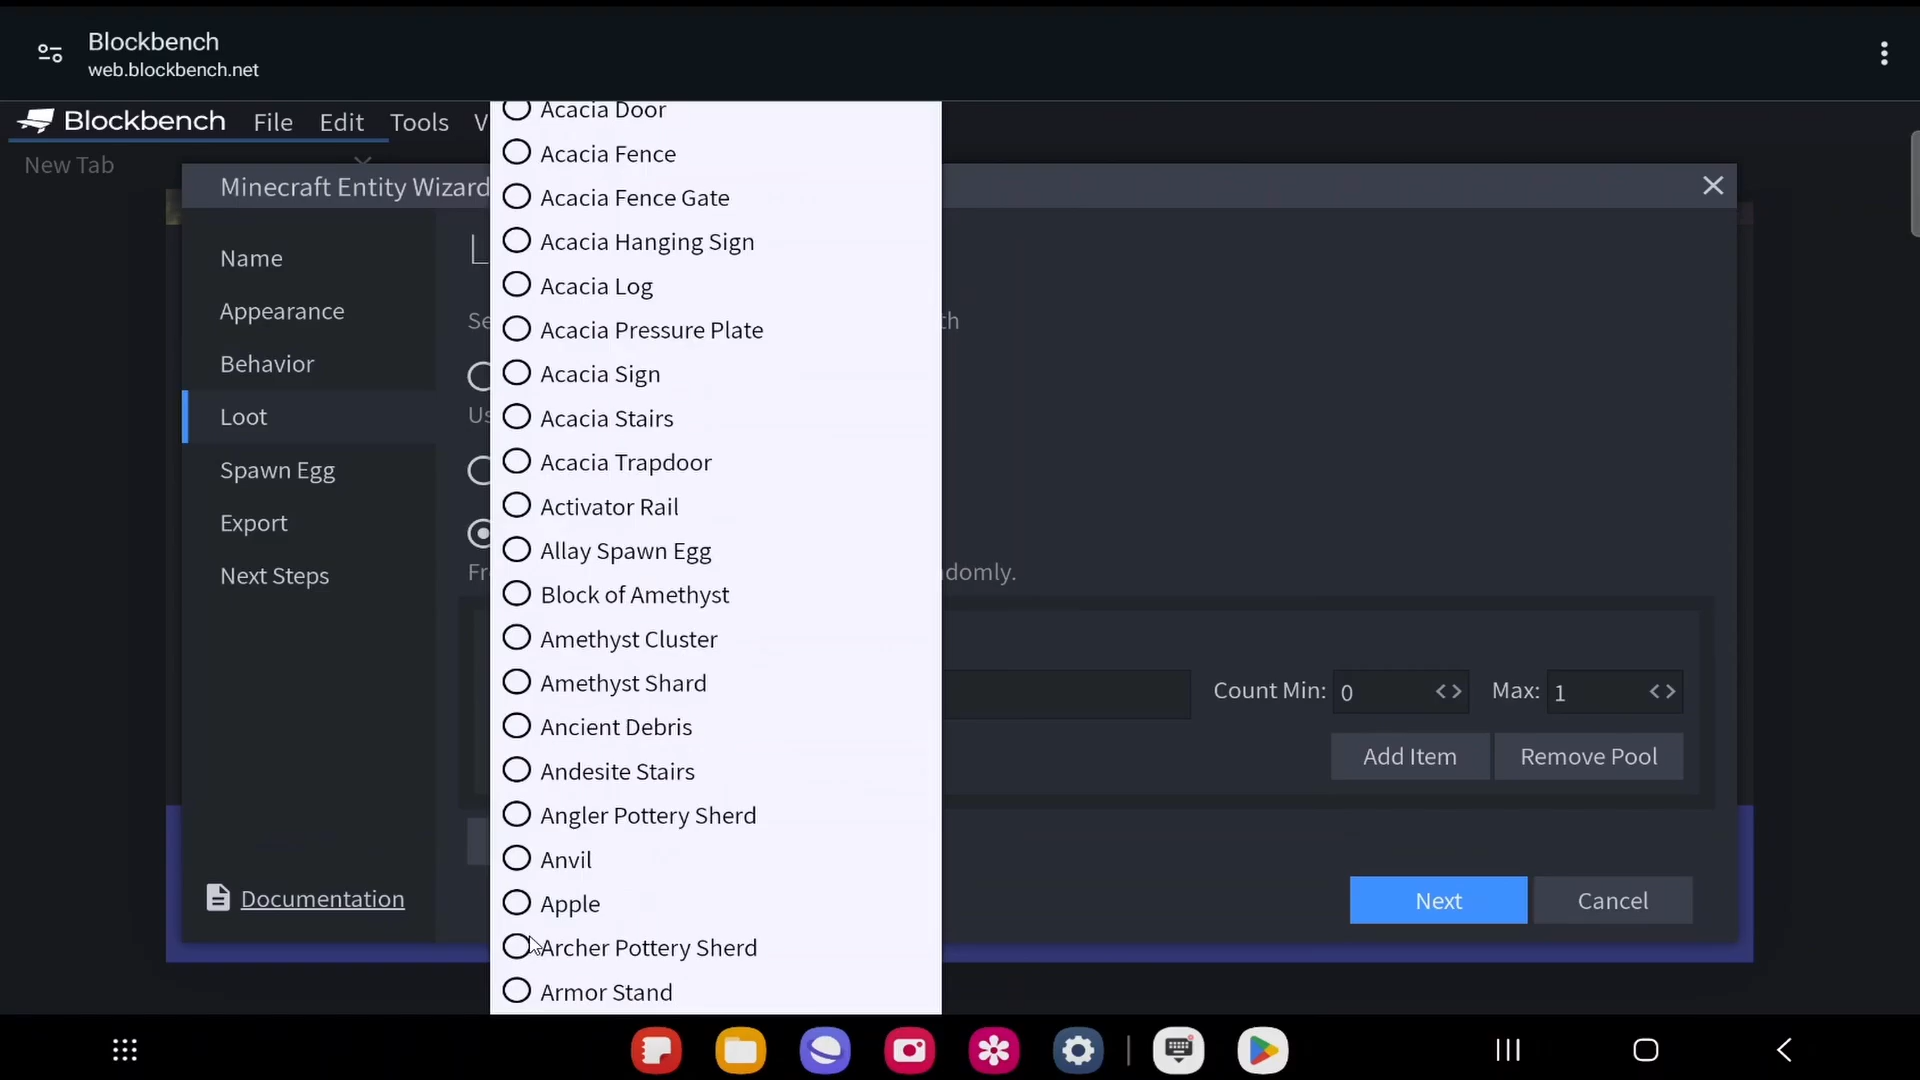 Blockbench
web.blockbench.net
Blockbench File Edit Tools V
New Tab
Minecraft Entity Wizard
Name
Appearance
Behavior
Loot
Spawn Egg
Export
Next Steps
Documentation
L
Se
th
Us
Fr
domly.
Acacia Door
Acacia Fence
Acacia Fence Gate
Acacia Hanging Sign
Acacia Log
Acacia Pressure Plate
Acacia Sign
Acacia Stairs
Acacia Trapdoor
Activator Rail
Allay Spawn Egg
Block of Amethyst
Amethyst Cluster
Amethyst Shard
Ancient Debris
Andesite Stairs
Angler Pottery Sherd
Anvil
Apple
Archer Pottery Sherd
Armor Stand
Count Min: 0 Max: 1
Add Item Remove Pool
Next Cancel